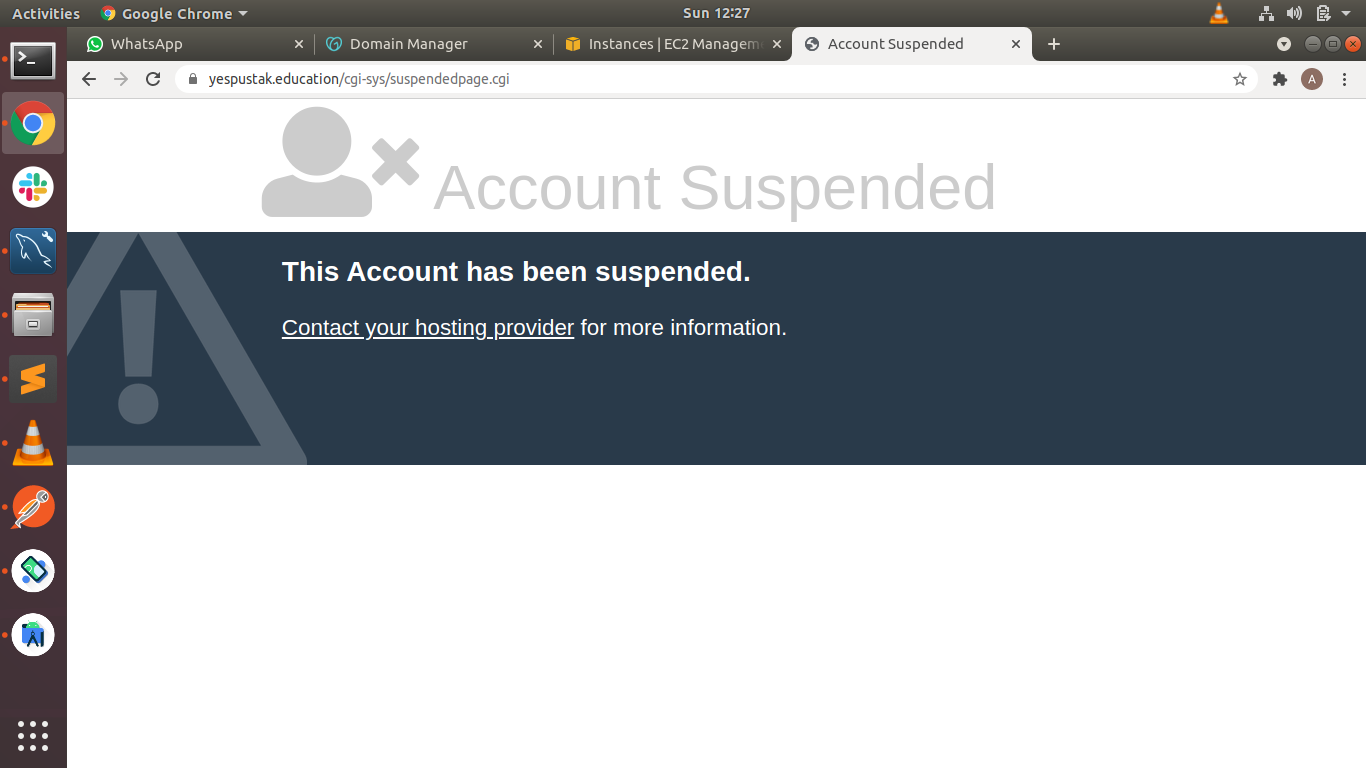 Activities Google Chrome Sun 12:27
WhatsApp Domain Manager Instances | EC2 Managem Account Suspended
yespustak.education/cgi-sys/suspendedpage.cgi A
Account Suspended
This Account has been suspended.
Contact your hosting provider for more information.